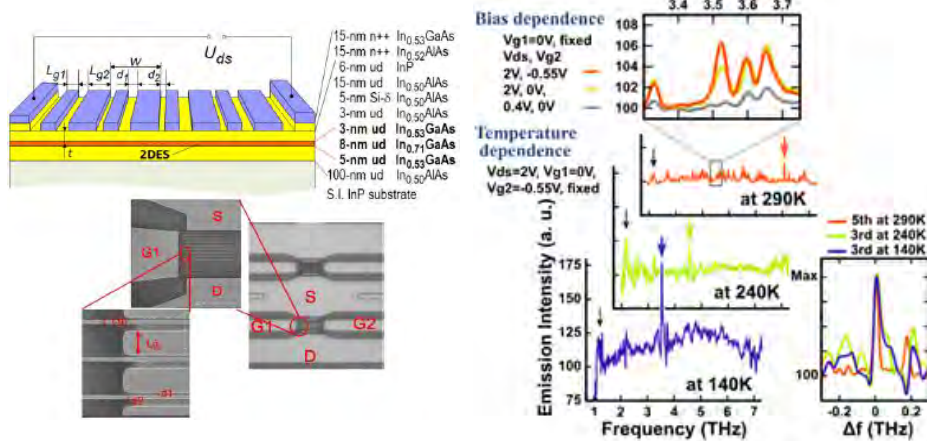 U_ds
L_g1
L_g2
d_1
W
d_2
t
2DES
15-nm n++ In0.53GaAs
15-nm n++ In0.52AlAs
6-nm ud InP
15-nm ud In0.50AlAs
5-nm Si-δ In0.50AlAs
3-nm ud In0.50AlAs
3-nm ud In0.53GaAs
8-nm ud In0.71GaAs
5-nm ud In0.53GaAs
100-nm ud In0.50AlAs
S.I. InP substrate
S
G1
D
S
G1
G2
D
Bias dependence
Vg1=0V, fixed
Vds, Vg2
2V, -0.55V
2V, 0V,
0.4V, 0V
3.4 3.5 3.6 3.7
108
106
104
102
100
Temperature
dependence
Vds=2V, Vg1=0V,
Vg2=-0.55V, fixed
at 290K
at 240K
at 140K
Emission Intensity (a. u.)
175
150
125
100
75
1 2 3 4 5 6 7
Frequency (THz)
5th at 290K
3rd at 240K
3rd at 140K
Max
100
-0.2 0 0.2
Δf (THz)